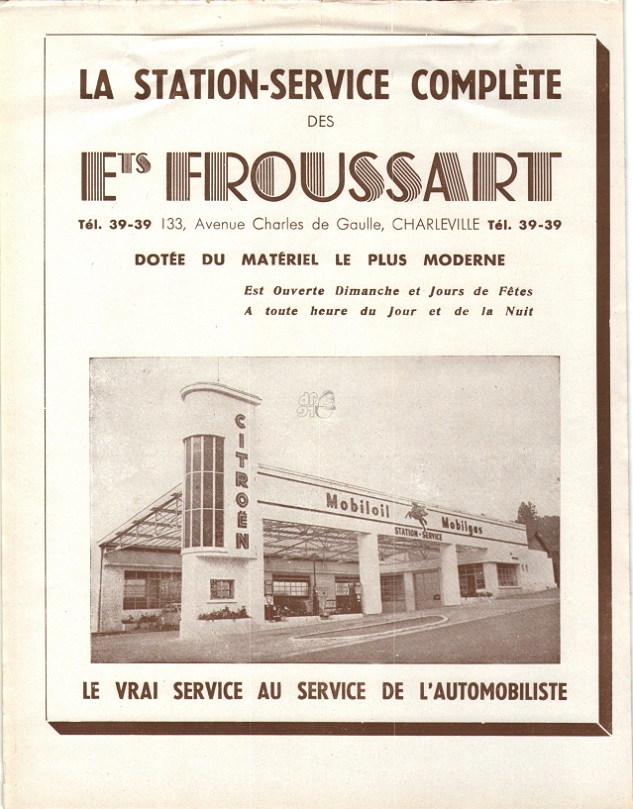 LA STATION-SERVICE COMPLÈTE
DES
ETS FROUSSART
Tél. 39-39 133, Avenue Charles de Gaulle, CHARLEVILLE Tél. 39-39
DOTÉE DU MATÉRIEL LE PLUS MODERNE
Est Ouverte Dimanche et Jours de Fêtes
A toute heure du Jour et de la Nuit
CITROËN
Mobiloil Mobilgas
STATION-SERVICE
LE VRAI SERVICE AU SERVICE DE L'AUTOMOBILISTE